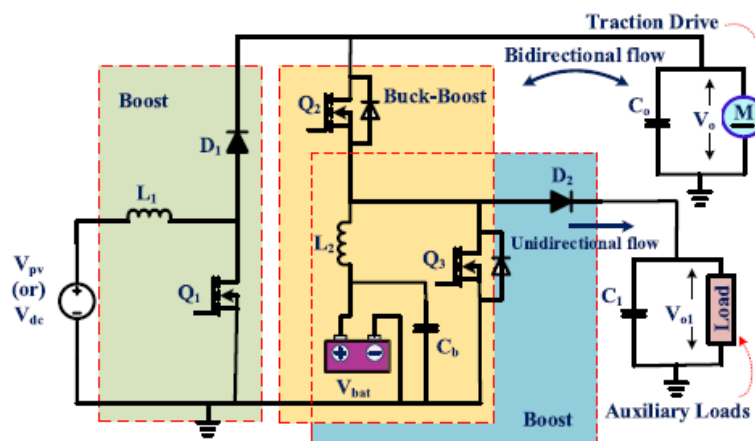 Traction Drive
Bidirectional flow
Boost
Buck-Boost
Q2
Co
Vo
M
D1
L1
D2
Unidirectional flow
L2
Q3
Vpv
(or)
Vdc
Q1
C1
Vo1
Load
Cb
Vbat
Boost
Auxiliary Loads